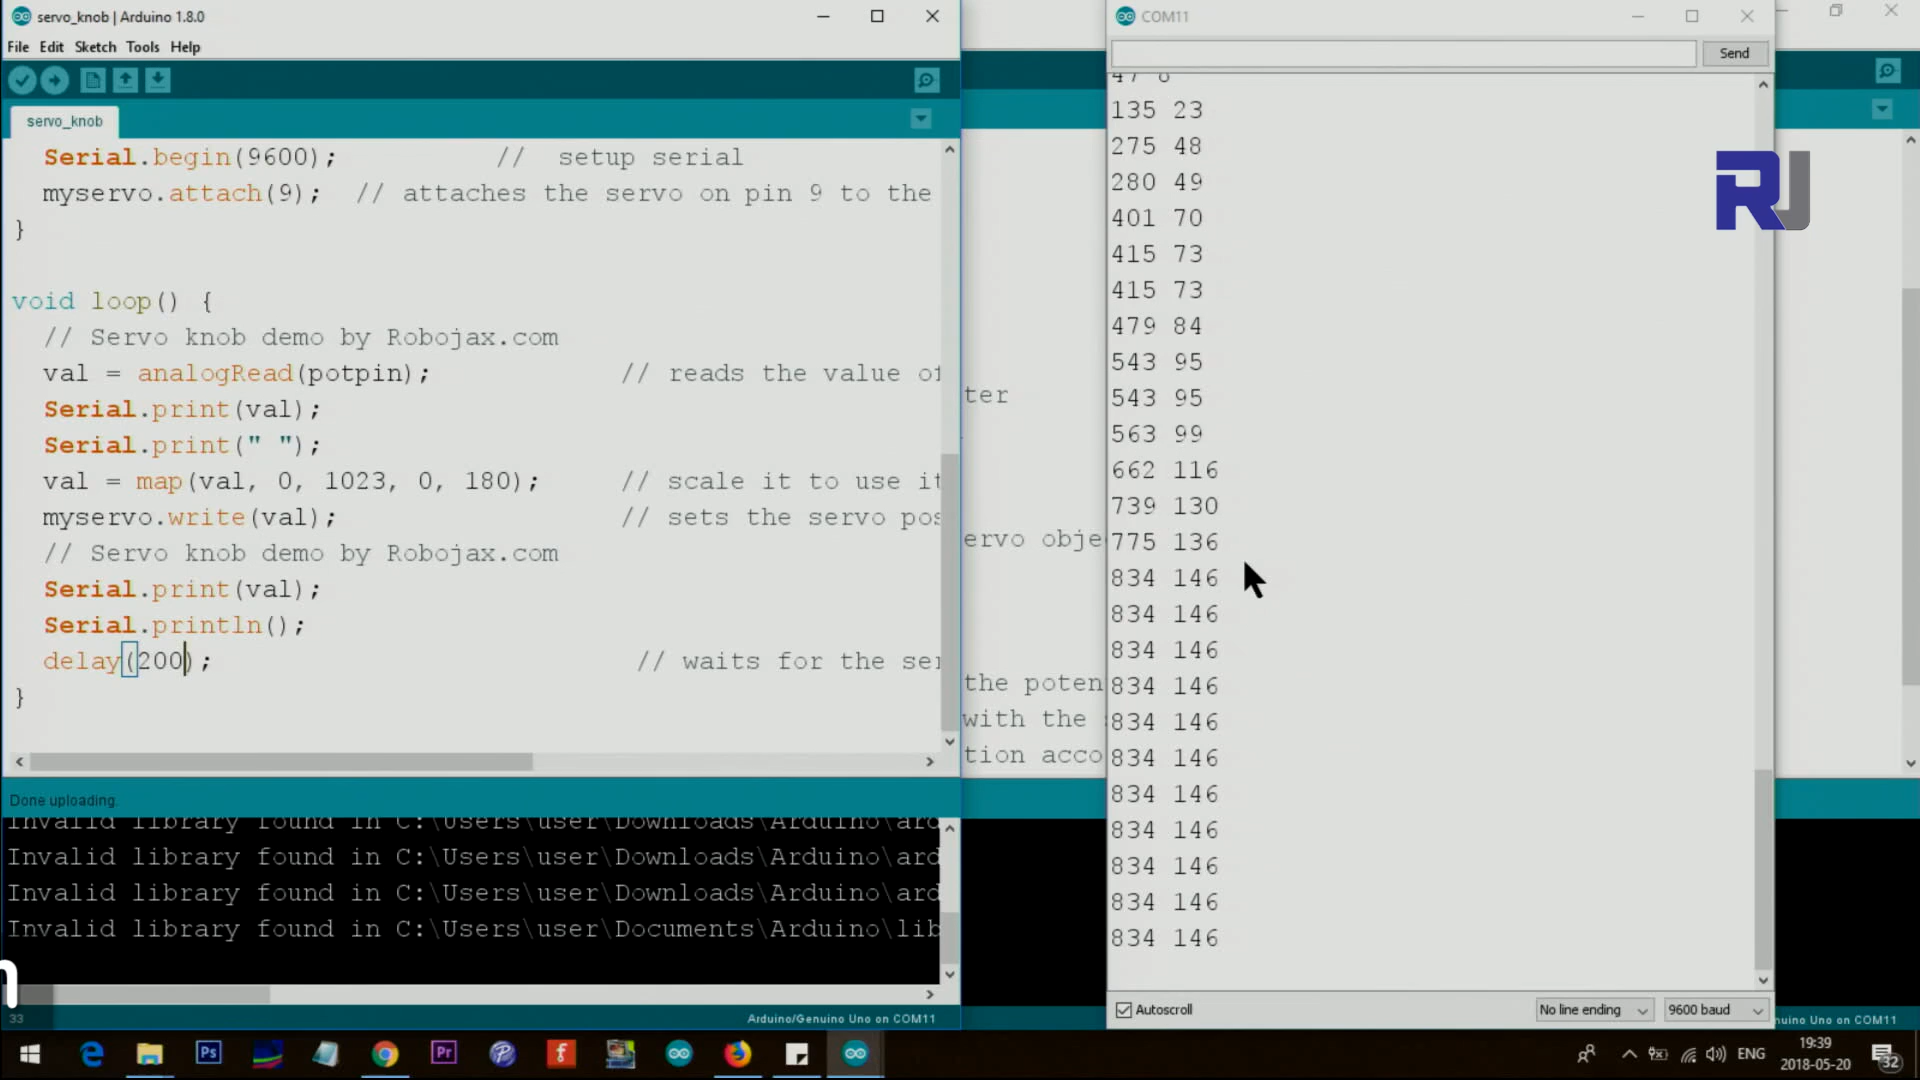 servo_knob | Arduino 1.8.0
File Edit Sketch Tools Help
servo_knob
Serial.begin(9600); // setup serial
myservo.attach(9); // attaches the servo on pin 9 to the
}
void loop() {
// Servo knob demo by Robojax.com
val = analogRead(potpin); // reads the value of
Serial.print(val);
Serial.print(" ");
val = map(val, 0, 1023, 0, 180); // scale it to use it
myservo.write(val); // sets the servo pos
// Servo knob demo by Robojax.com
Serial.print(val);
Serial.println();
delay(200); // waits for the ser
}
Done uploading.
Invalid library found in C:\Users\user\Downloads\Arduino\ard
Invalid library found in C:\Users\user\Downloads\Arduino\ard
Invalid library found in C:\Users\user\Downloads\Arduino\ard
Invalid library found in C:\Users\user\Documents\Arduino\lib
33
Arduino/Genuino Uno on COM11
ter
ervo obje
the poten
with the
tion acco
COM11
Send
47 8
135 23
275 48
280 49
401 70
415 73
415 73
479 84
543 95
543 95
563 99
662 116
739 130
775 136
834 146
834 146
834 146
834 146
834 146
834 146
834 146
834 146
834 146
834 146
834 146
Autoscroll
No line ending
9600 baud
RJ
nuino Uno on COM11
Ps
Pr
ENG
19:39
2018-05-20
32